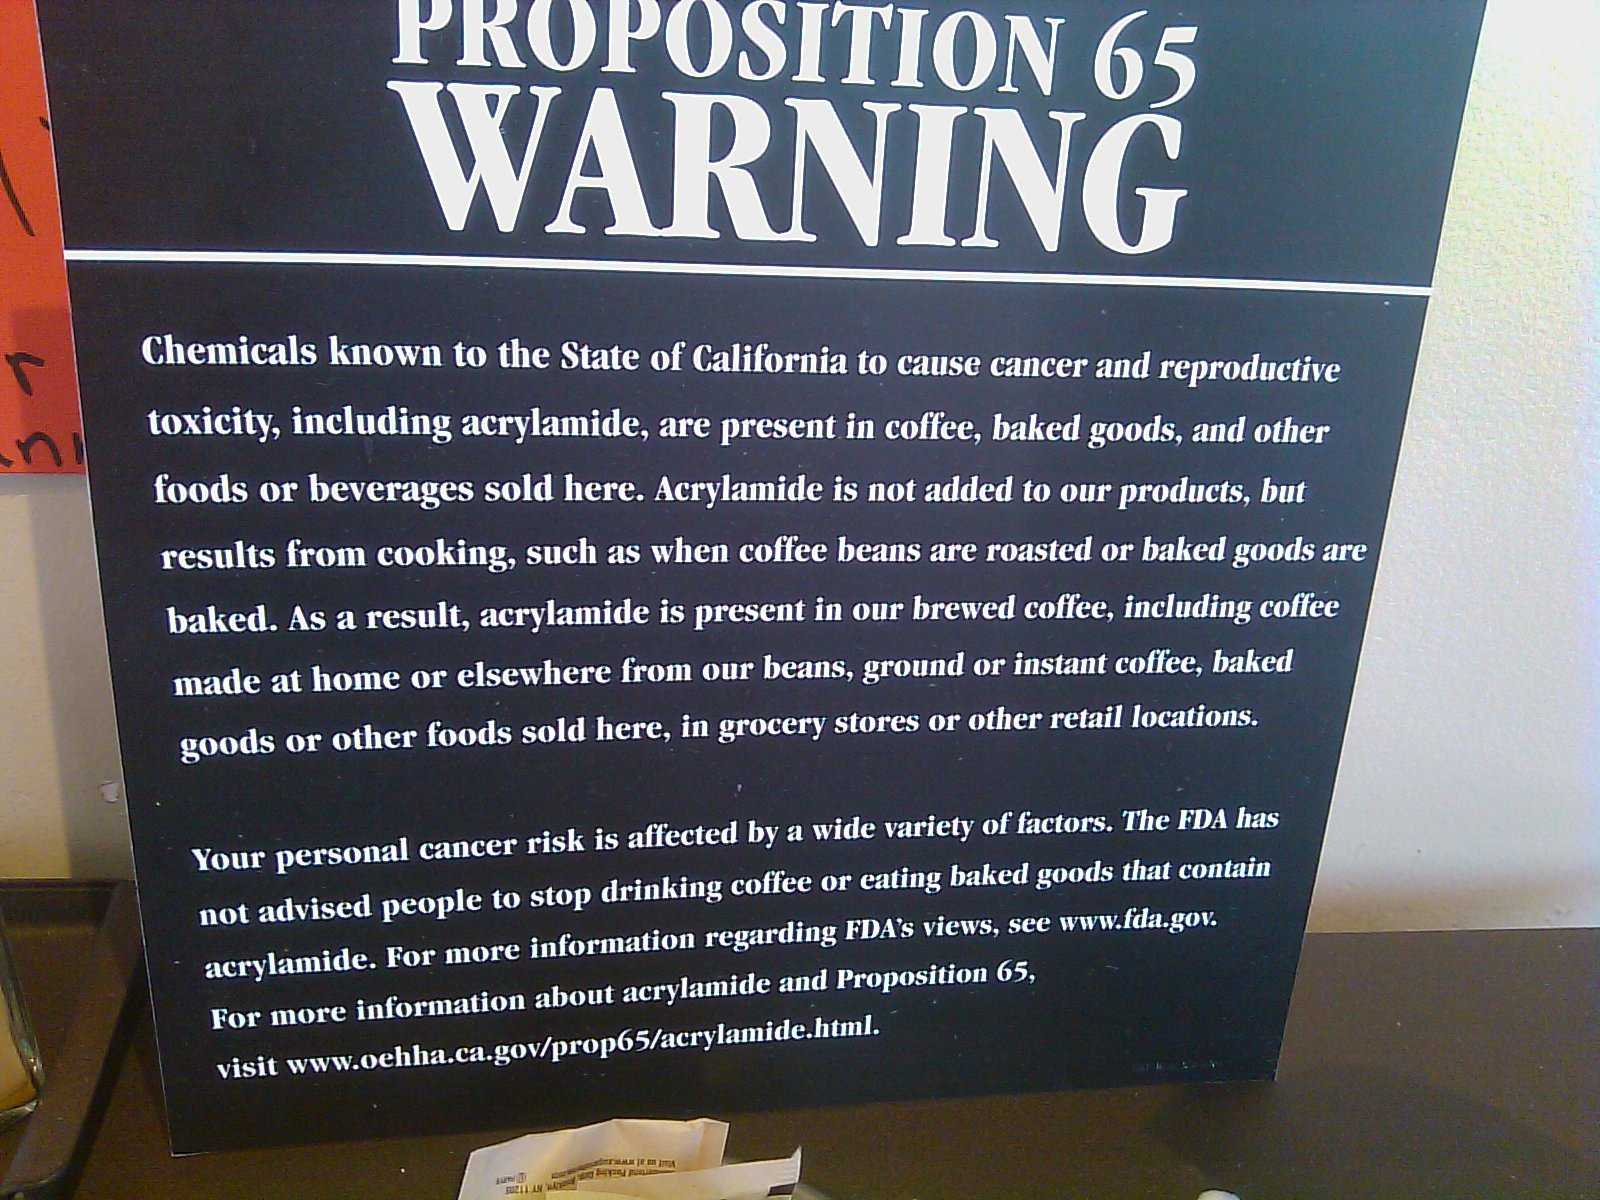 PROPOSITION 65
WARNING
Chemicals known to the State of California to cause cancer and reproductive
toxicity, including acrylamide, are present in coffee, baked goods, and other
foods or beverages sold here. Acrylamide is not added to our products, but
results from cooking, such as when coffee beans are roasted or baked goods are
baked. As a result, acrylamide is present in our brewed coffee, including coffee
made at home or elsewhere from our beans, ground or instant coffee, baked
goods or other foods sold here, in grocery stores or other retail locations.
Your personal cancer risk is affected by a wide variety of factors. The FDA has
not advised people to stop drinking coffee or eating baked goods that contain
acrylamide. For more information regarding FDA's views, see www.fda.gov.
For more information about acrylamide and Proposition 65,
visit www.oehha.ca.gov/prop65/acrylamide.html.